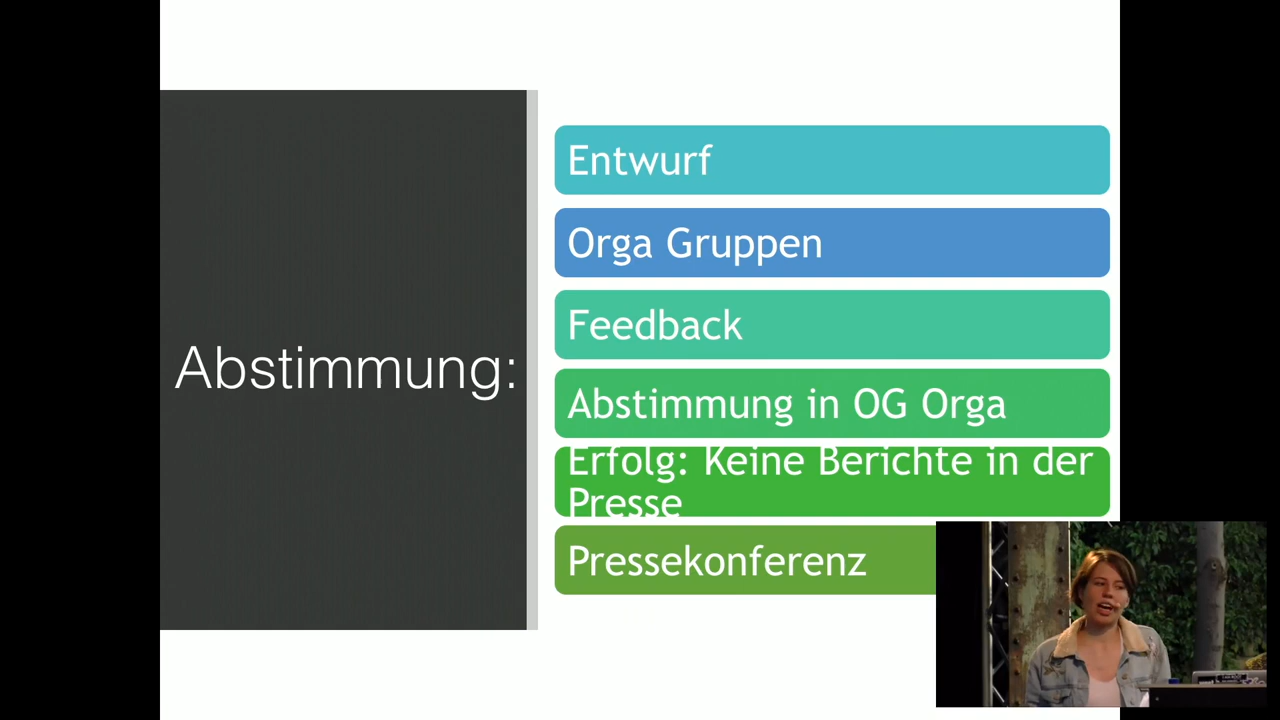 Abstimmung:
Entwurf
Orga Gruppen
Feedback
Abstimmung in OG Orga
Erfolg: Keine Berichte in der
Presse
Pressekonferenz